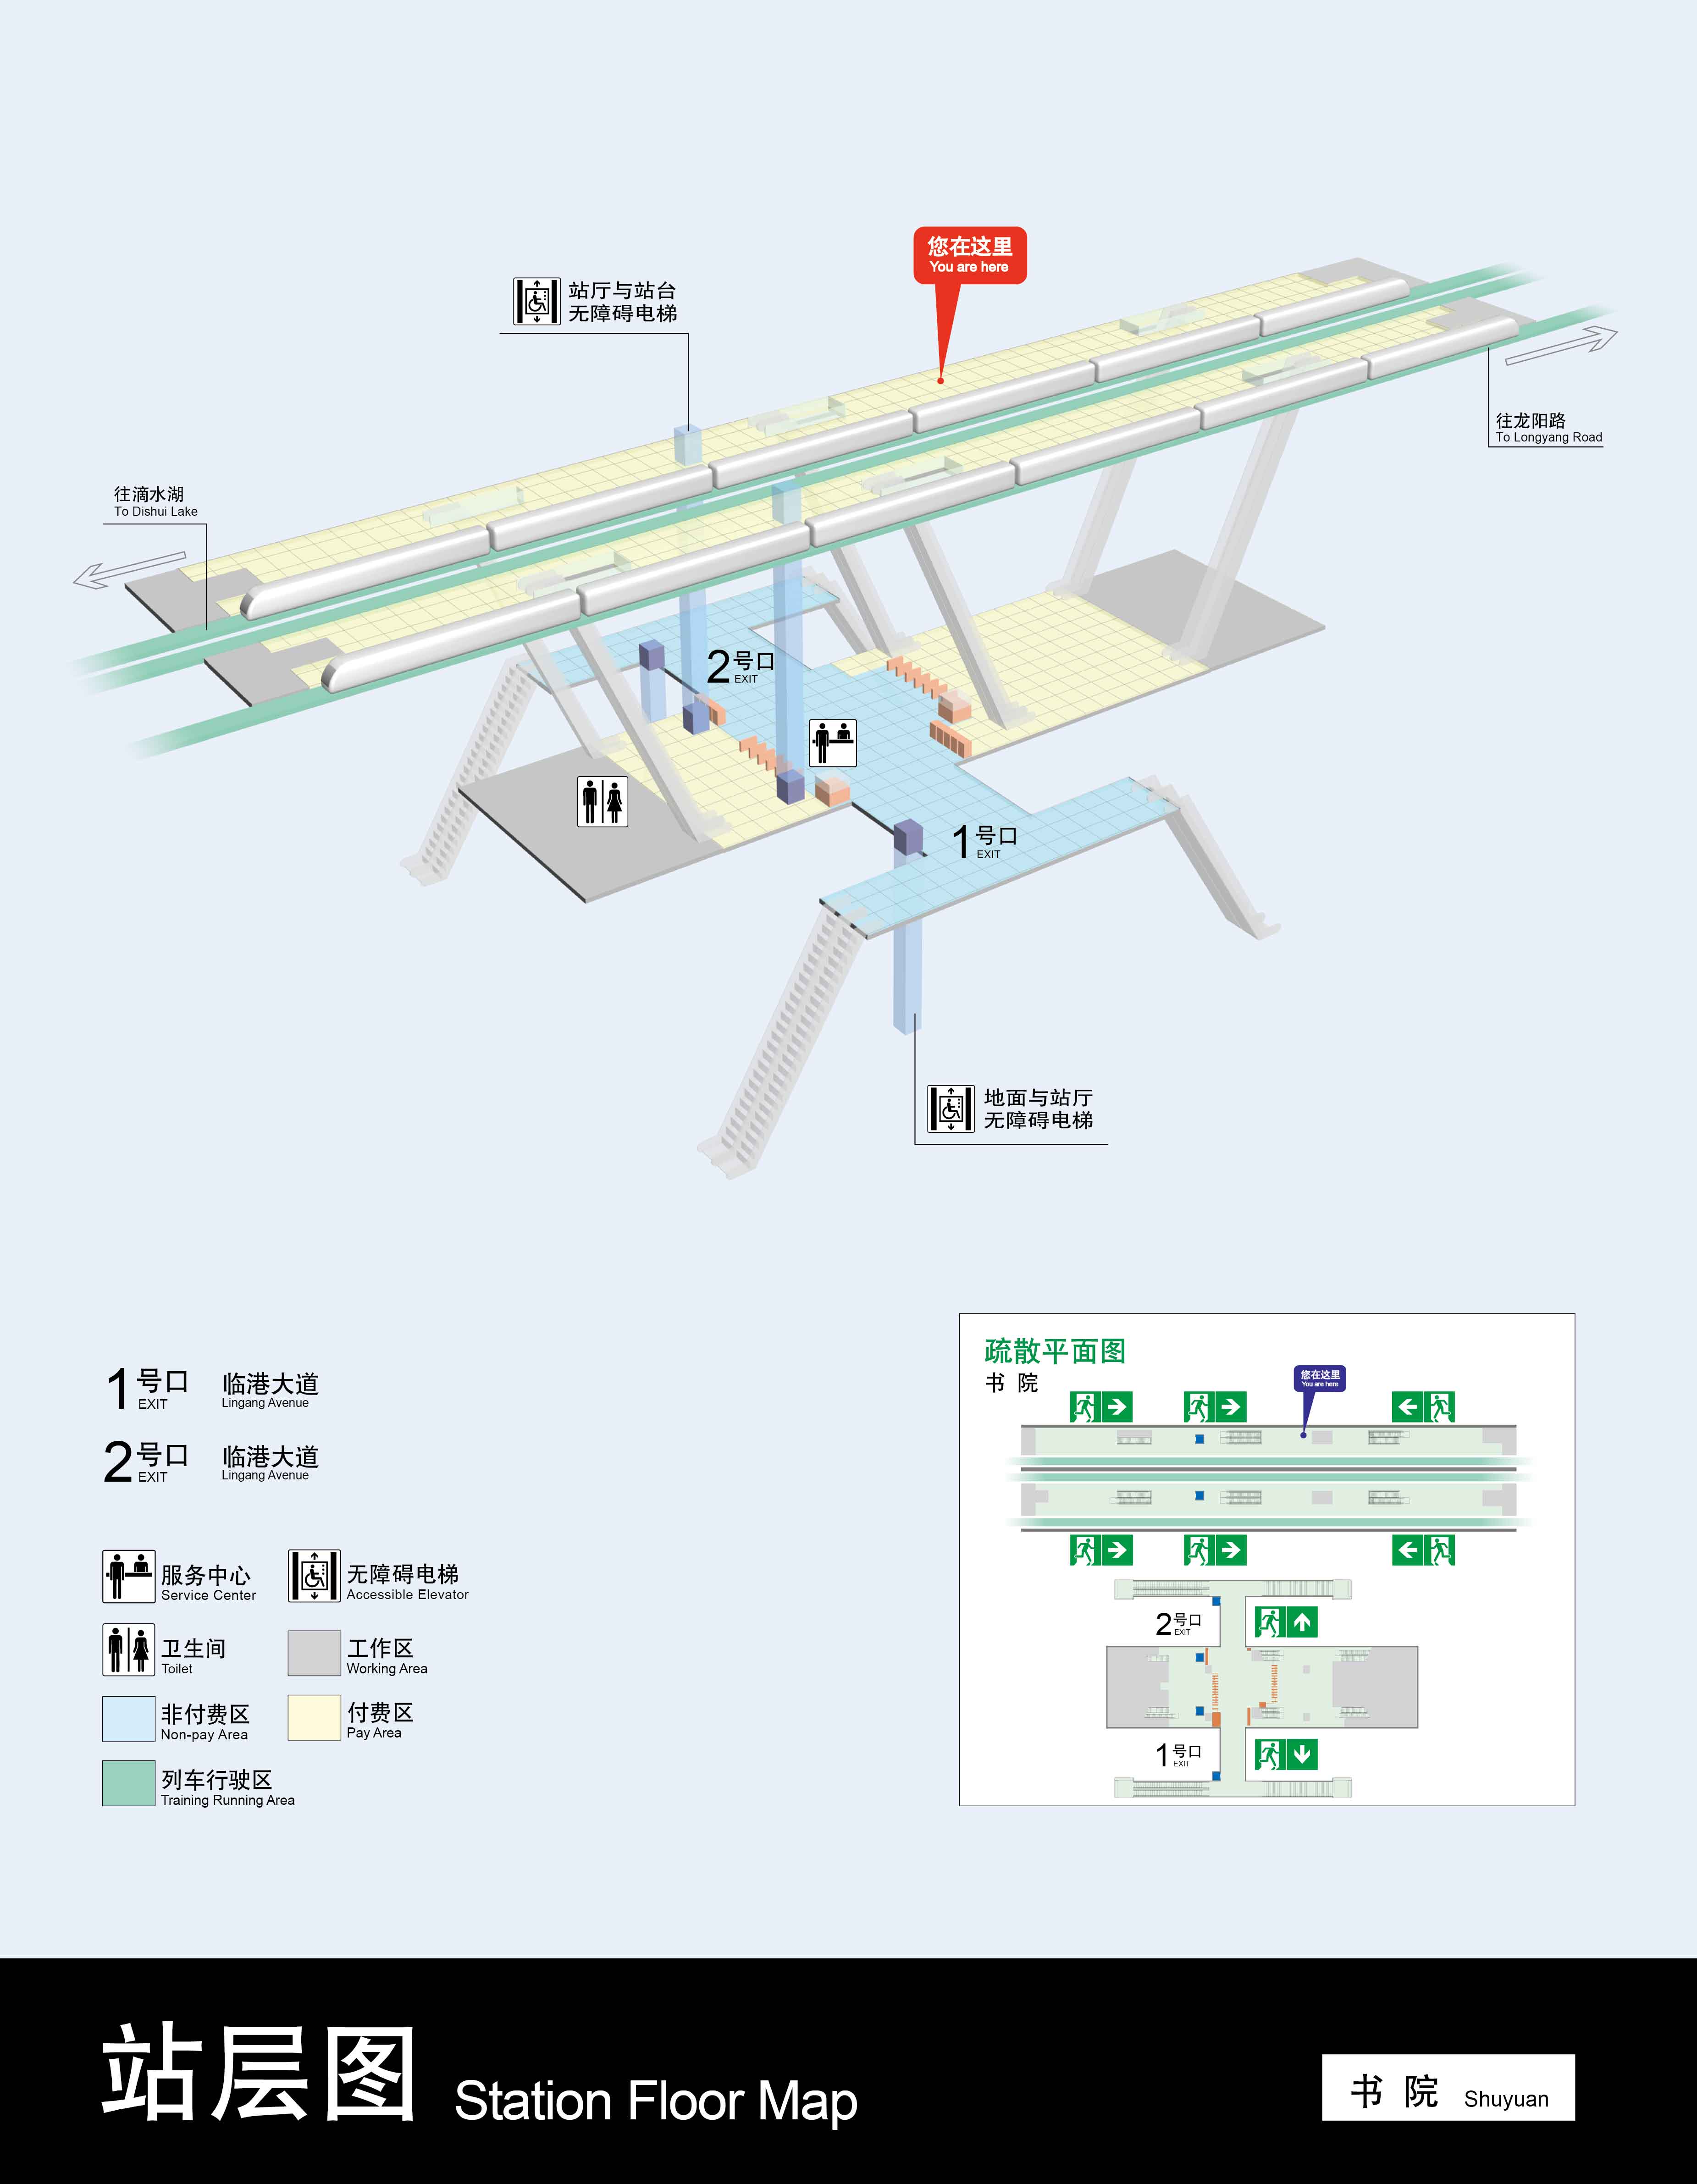 您在这里
You are here
站厅与站台
无障碍电梯
往龙阳路
To Longyang Road
往滴水湖
To Dishui Lake
2号口
EXIT
1号口
EXIT
地面与站厅
无障碍电梯
1号口
EXIT
临港大道
Lingang Avenue
2号口
EXIT
临港大道
Lingang Avenue
服务中心
Service Center
无障碍电梯
Accessible Elevator
卫生间
Toilet
工作区
Working Area
非付费区
Non-pay Area
付费区
Pay Area
列车行驶区
Training Running Area
疏散平面图
书 院
您在这里
You are here
2号口
EXIT
1号口
EXIT
站层图 Station Floor Map
书 院 Shuyuan